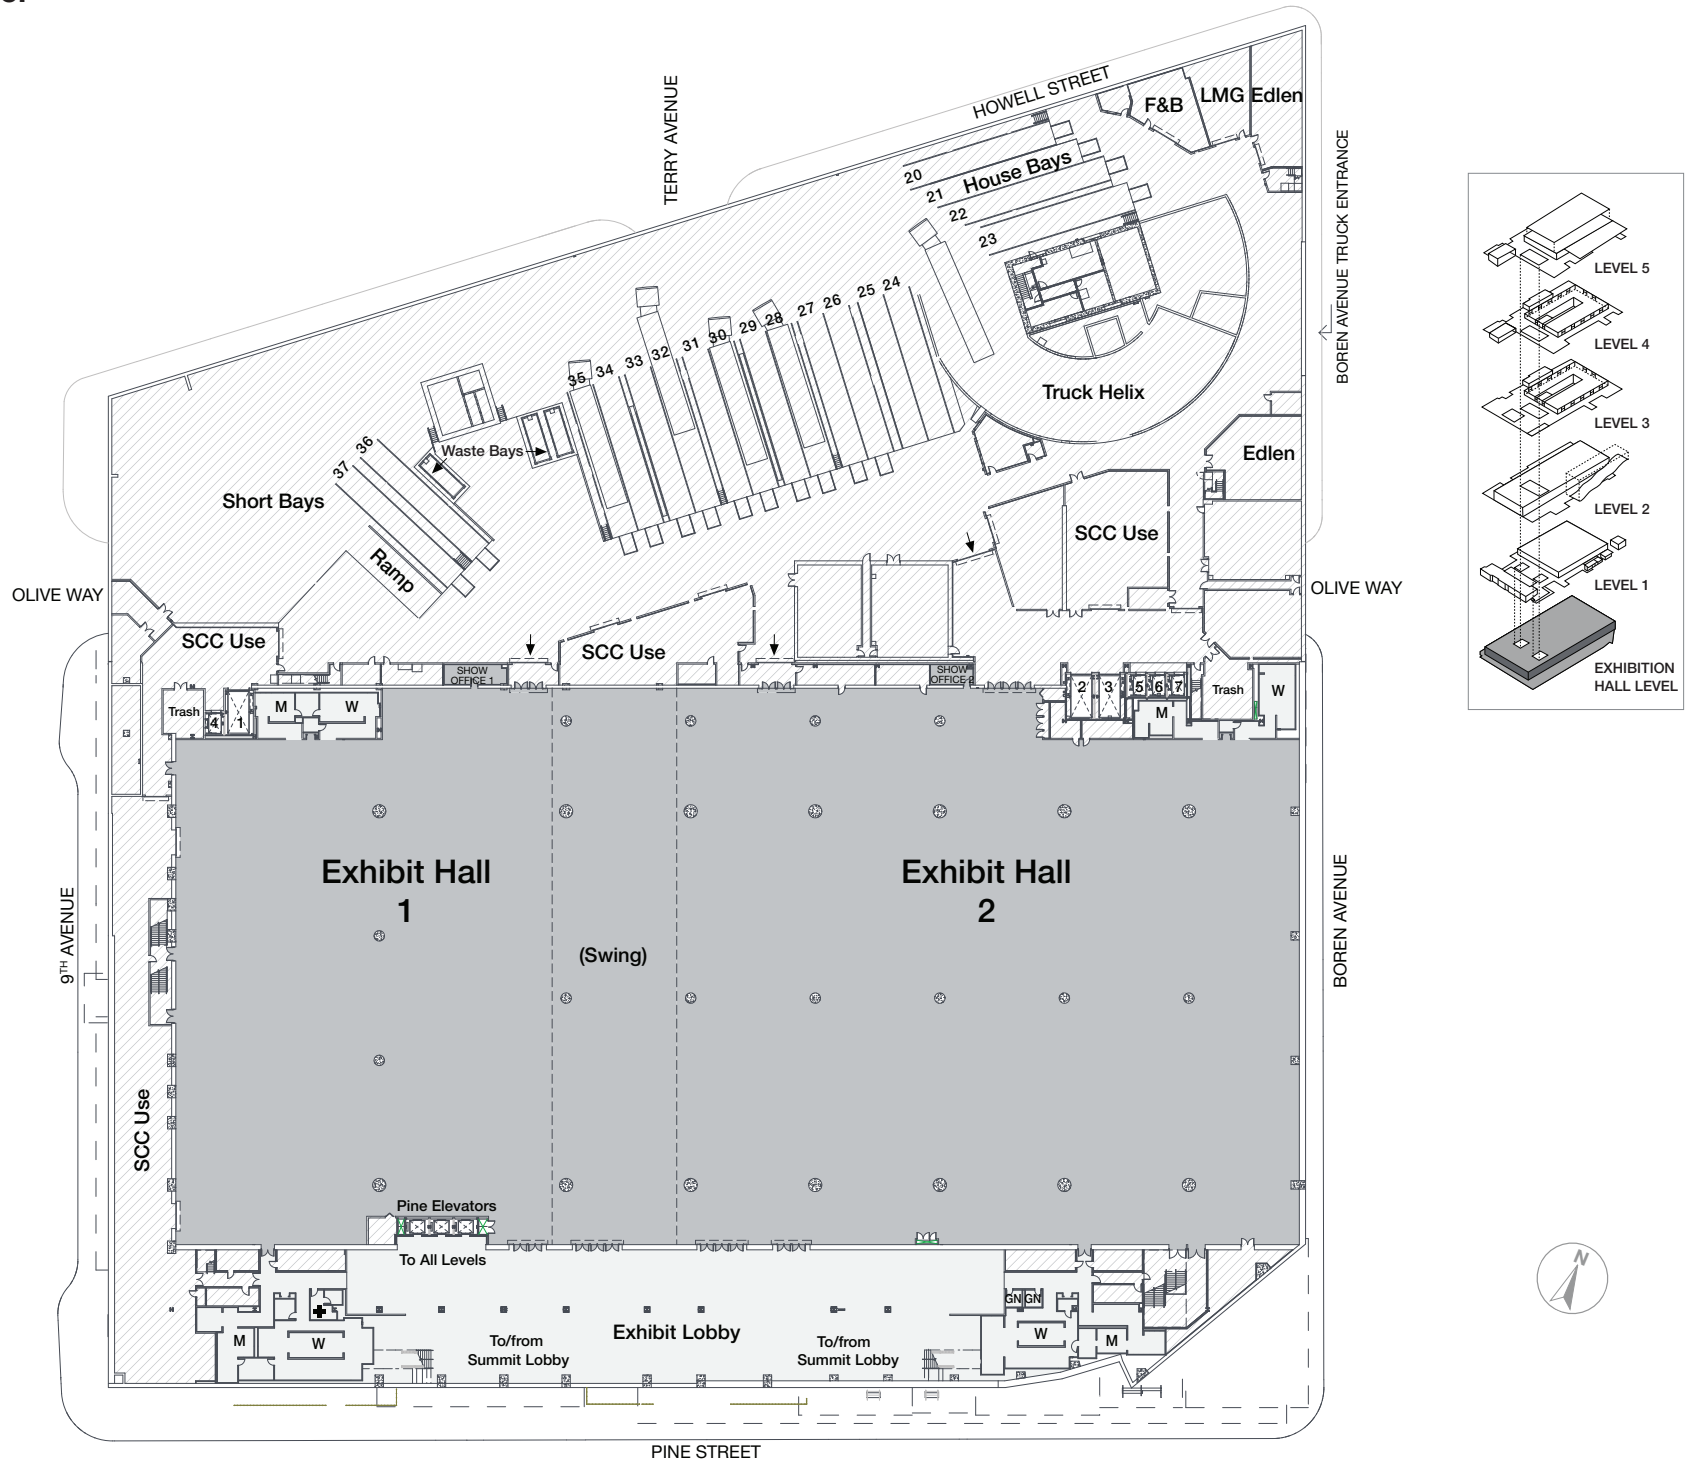 HOWELL STREET
TERRY AVENUE
F&B
LMG
Edlen
BOREN AVENUE TRUCK ENTRANCE
House Bays
20
21
22
23
24
25
26
27
28
29
30
31
32
33
34
35
36
37
Truck Helix
Waste Bays
Short Bays
Ramp
Edlen
SCC Use
OLIVE WAY
OLIVE WAY
SCC Use
SCC Use
SHOW
OFFICE 1
SHOW
OFFICE
Trash
4
1
M
W
2
3
5
6
7
M
Trash
W
Exhibit Hall
1
Exhibit Hall
2
(Swing)
9TH AVENUE
BOREN AVENUE
SCC Use
Pine Elevators
To All Levels
M
W
To/from
Summit Lobby
Exhibit Lobby
To/from
Summit Lobby
GN
GN
W
M
PINE STREET
LEVEL 5
LEVEL 4
LEVEL 3
LEVEL 2
LEVEL 1
EXHIBITION
HALL LEVEL
N